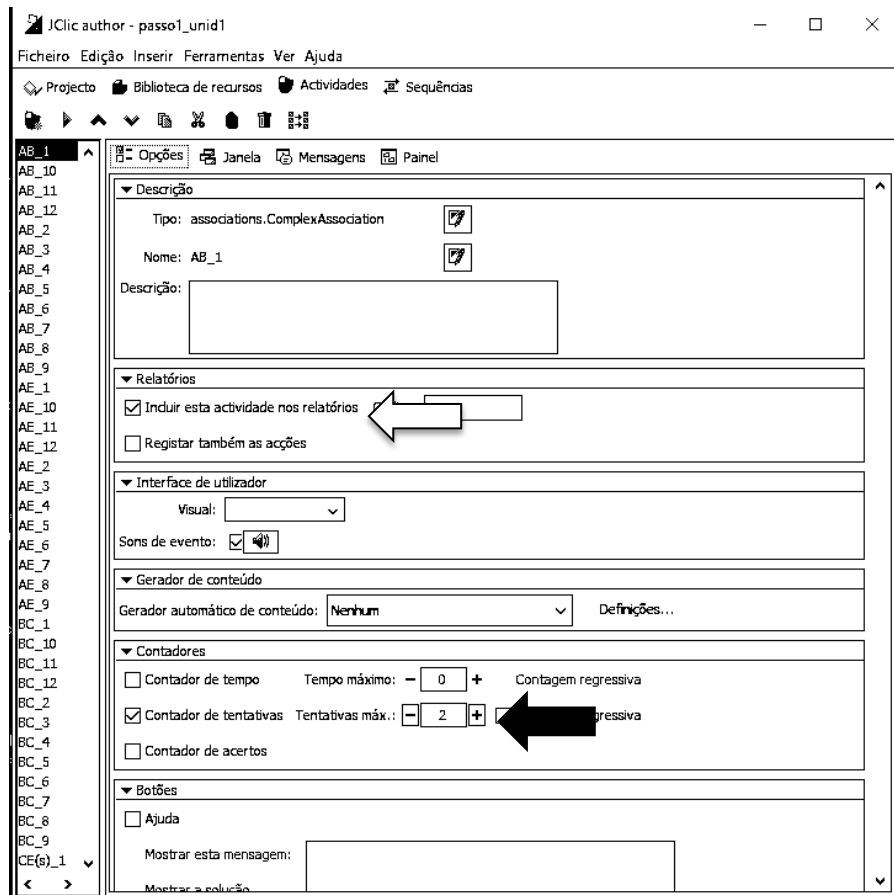 JClic author - passo1_unid1
Ficheiro Edição Inserir Ferramentas Ver Ajuda
Projecto Biblioteca de recursos Actividades Sequências
AB_1
AB_10
AB_11
AB_12
AB_2
AB_3
AB_4
AB_5
AB_6
AB_7
AB_8
AB_9
AE_1
AE_10
AE_11
AE_12
AE_2
AE_3
AE_4
AE_5
AE_6
AE_7
AE_8
AE_9
BC_1
BC_10
BC_11
BC_12
BC_2
BC_3
BC_4
BC_5
BC_6
BC_7
BC_8
BC_9
CE(s)_1
Opções Janela Mensagens Painel
Descrição
Tipo: associations.ComplexAssociation
Nome: AB_1
Descrição:
Relatórios
Incluir esta actividade nos relatórios
Registar também as acções
Interface de utilizador
Visual:
Sons de evento:
Gerador de conteúdo
Gerador automático de conteúdo: Nenhum Definições...
Contadores
Contador de tempo Tempo máximo: - 0 + Contagem regressiva
Contador de tentativas Tentativas máx.: - 2 +
Contador de acertos
Botões
Ajuda
Mostrar esta mensagem:
Mostrar a solução